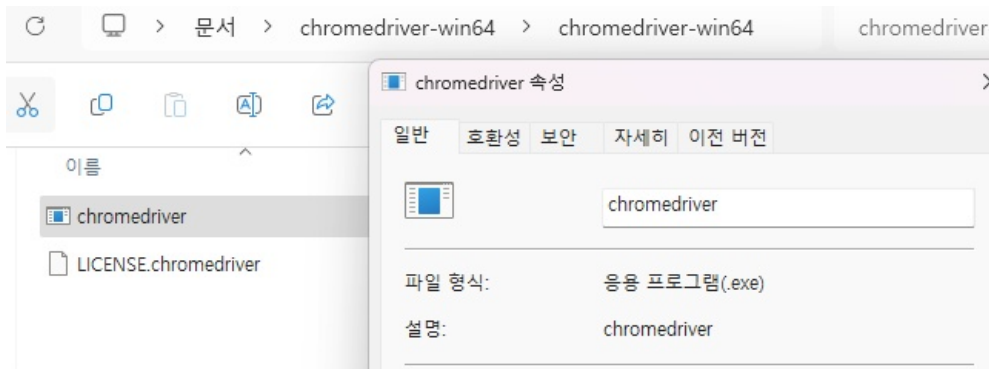 문서 > chromedriver-win64 > chromedriver-win64
chromedriver
chromedriver 속성
일반 호환성 보안 자세히 이전 버전
이름
chromedriver
chromedriver
LICENSE.chromedriver
파일 형식: 응용 프로그램(.exe)
설명: chromedriver